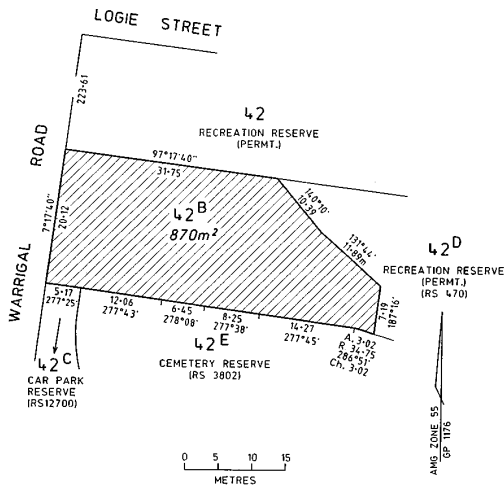 LOGIE STREET
223·61
WARRIGAL ROAD
42
RECREATION RESERVE
(PERMT.)
97°17'40"
31·75
7°17'40"
20·12
42B
870m²
140°10'
10·39
131°44'
11·89m
42D
RECREATION RESERVE
(PERMT.)
(RS 470)
7·19
187°16'
5·17
277°25'
12·06
277°43'
6·45
278°08'
8·25
277°38'
14·27
277°45'
A. 3·02
R. 34·75
286°51'
Ch. 3·02
42C
CAR PARK
RESERVE
(RS12700)
42E
CEMETERY RESERVE
(RS 3802)
AMG ZONE 55
GP 1176
0 5 10 15
METRES